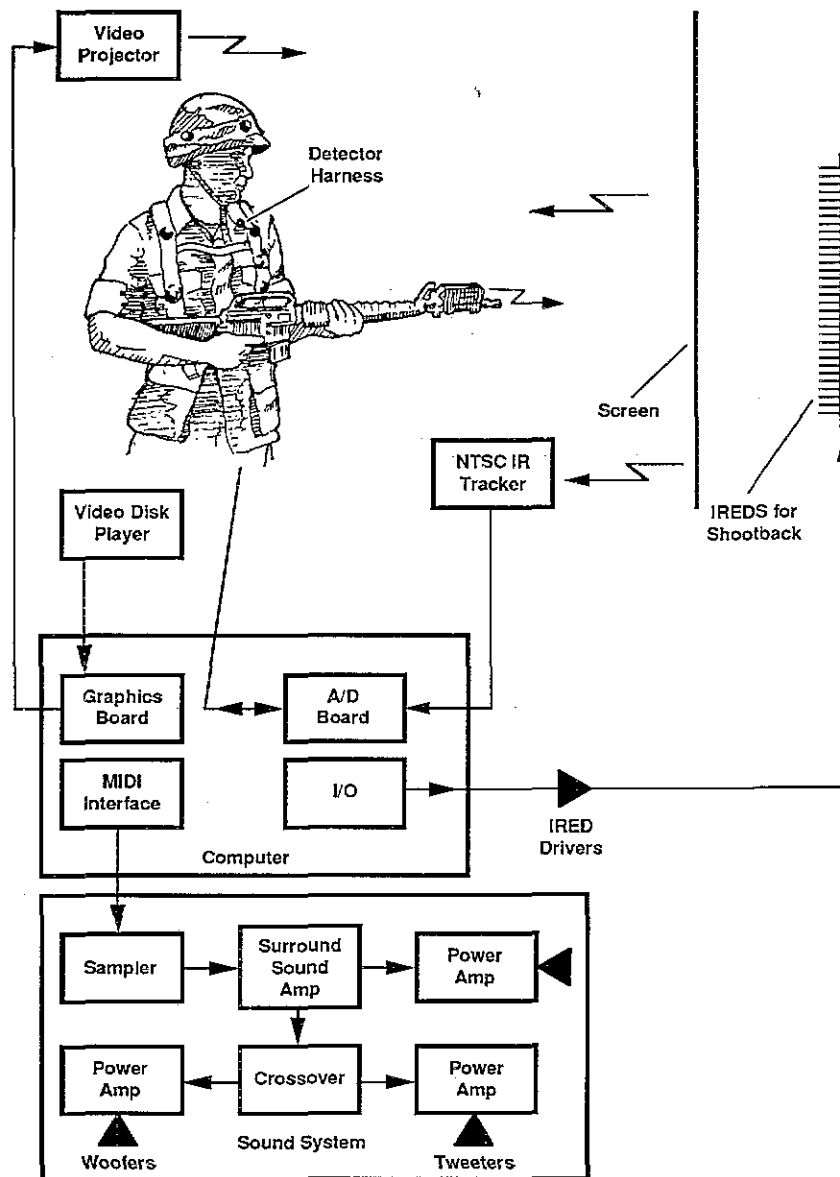 Video
Projector
Detector
Harness
Screen
NTSC IR
Tracker
IREDS for
Shootback
Video Disk
Player
Graphics
Board
A/D
Board
MIDI
Interface
I/O
IRED
Drivers
Computer
Sampler
Surround
Sound
Amp
Power
Amp
Power
Amp
Crossover
Power
Amp
Woofers
Sound System
Tweeters